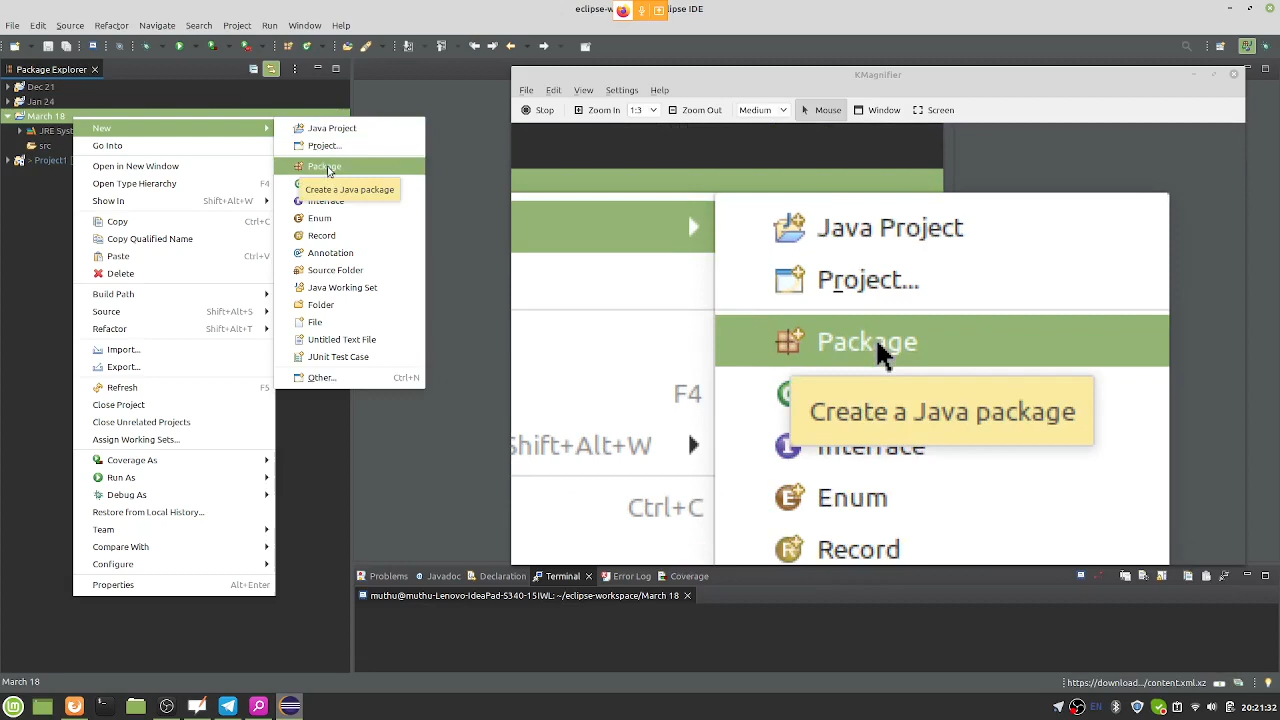 eclipse-w
ipse IDE
File Edit Source Refactor Navigate Search Project Run Window Help
Package Explorer
Dec21
Jan 24
March 18
JRE Syst
src
> Project1
New
Go Into
Open in New Window
Open Type Hierarchy F4
Show In Shift+Alt+W
Copy Ctrl+C
Copy Qualified Name
Paste Ctrl+V
Delete
Build Path
Source Shift+Alt+S
Refactor Shift+Alt+T
Import...
Export...
Refresh F5
Close Project
Close Unrelated Projects
Assign Working Sets...
Coverage As
Run As
Debug As
Restore from Local History...
Team
Compare With
Configure
Properties Alt+Enter
Java Project
Project...
Package
Create a Java package
Interface
Enum
Record
Annotation
Source Folder
Java Working Set
Folder
File
Untitled Text File
JUnit Test Case
Other... Ctrl+N
KMagnifier
File Edit View Settings Help
Stop Zoom In 1:3 Zoom Out Medium Mouse Window Screen
Java Project
Project...
Package
F4
Create a Java package
Shift+Alt+W
Interface
Ctrl+C
Enum
Record
Problems Javadoc Declaration Terminal Error Log Coverage
muthu@muthu-Lenovo-IdeaPad-S340-15IWL: ~/eclipse-workspace/March 18
March 18
https://download.../content.xml.xz
EN
20:21:32